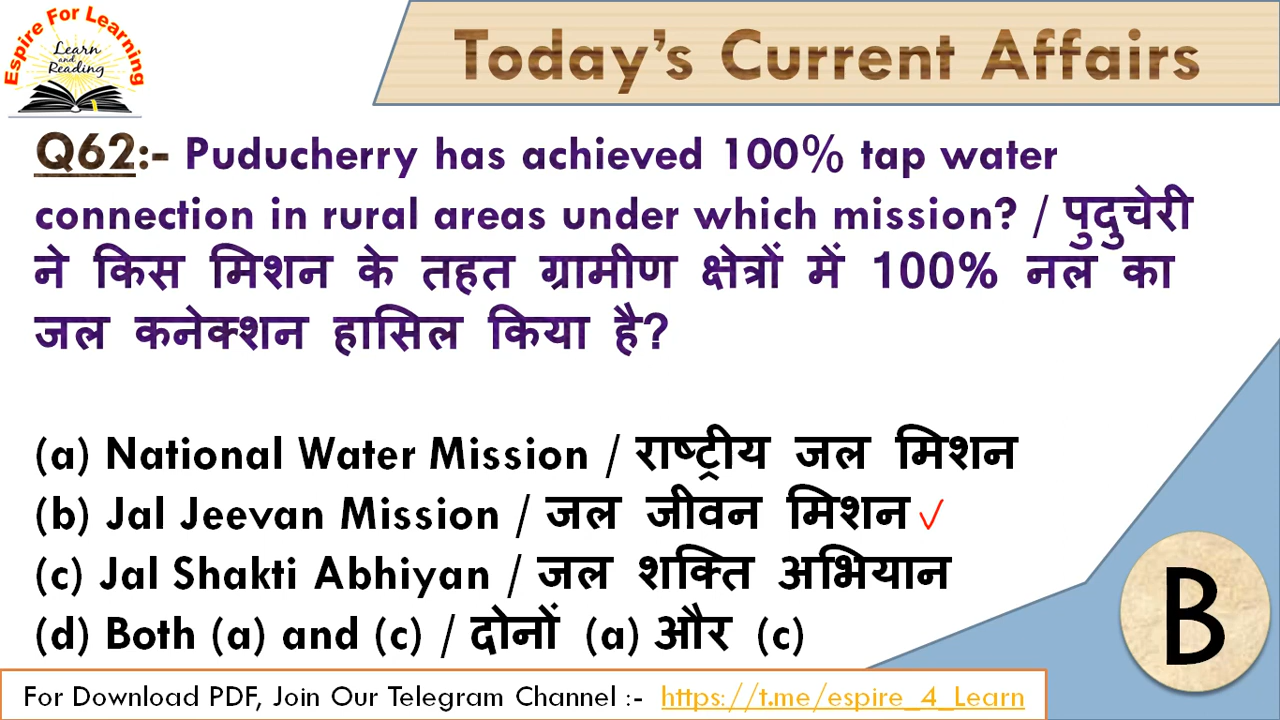 Espire For Learning
Learn
and
Reading
Today's Current Affairs
Q62:- Puducherry has achieved 100% tap water
connection in rural areas under which mission? / पुदुचेरी
ने किस मिशन के तहत ग्रामीण क्षेत्रों में 100% नल का
जल कनेक्शन हासिल किया है?
(a) National Water Mission / राष्ट्रीय जल मिशन
(b) Jal Jeevan Mission / जल जीवन मिशन ✓
(c) Jal Shakti Abhiyan / जल शक्ति अभियान
(d) Both (a) and (c) / दोनों (a) और (c)
B
For Download PDF, Join Our Telegram Channel :- https://t.me/espire_4_Learn